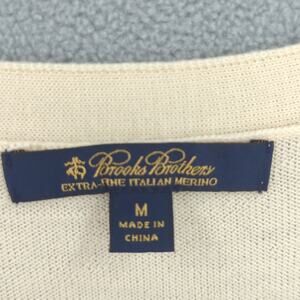 Brooks Brothers
EXTRA-FINE ITALIAN MERINO
M
MADE IN
CHINA